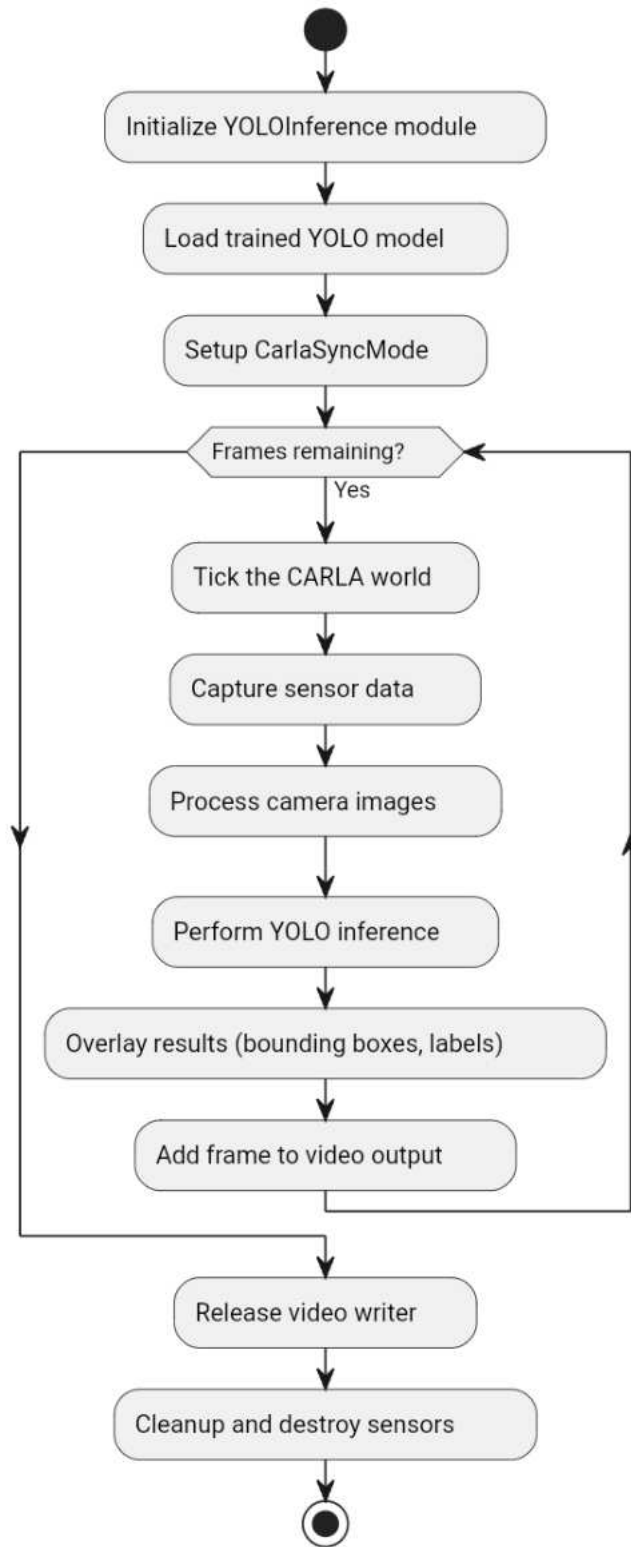 Initialize YOLOInference module
Load trained YOLO model
Setup CarlaSyncMode
Frames remaining?
Yes
Tick the CARLA world
Capture sensor data
Process camera images
Perform YOLO inference
Overlay results (bounding boxes, labels)
Add frame to video output
Release video writer
Cleanup and destroy sensors